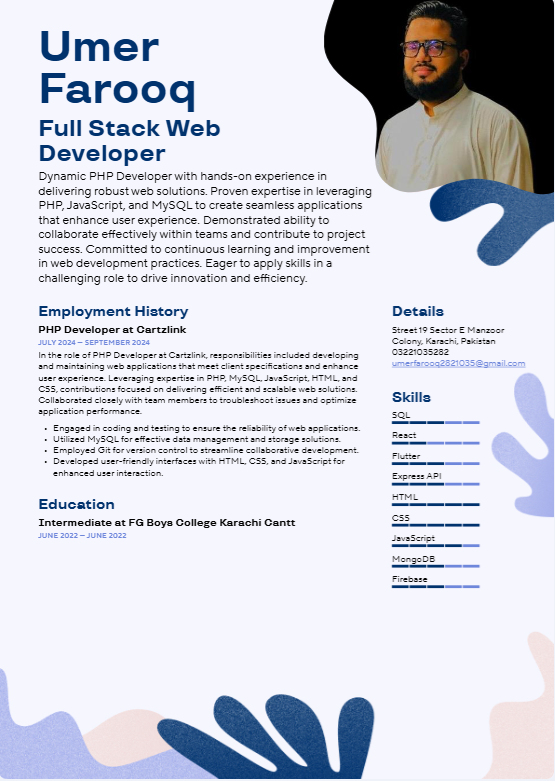 Umer
Farooq
Full Stack Web
Developer
Dynamic PHP Developer with hands-on experience in
delivering robust web solutions. Proven expertise in leveraging
PHP, JavaScript, and MySQL to create seamless applications
that enhance user experience. Demonstrated ability to
collaborate effectively within teams and contribute to project
success. Committed to continuous learning and improvement
in web development practices. Eager to apply skills in a
challenging role to drive innovation and efficiency.
Employment History
PHP Developer at Cartzlink
JULY 2024 — SEPTEMBER 2024
In the role of PHP Developer at Cartzlink, responsibilities included developing
and maintaining web applications that meet client specifications and enhance
user experience. Leveraging expertise in PHP, MySQL, JavaScript, HTML, and
CSS, contributions focused on delivering efficient and scalable web solutions.
Collaborated closely with team members to troubleshoot issues and optimize
application performance.
• Engaged in coding and testing to ensure the reliability of web applications.
• Utilized MySQL for effective data management and storage solutions.
• Employed Git for version control to streamline collaborative development.
• Developed user-friendly interfaces with HTML, CSS, and JavaScript for
enhanced user interaction.
Education
Intermediate at FG Boys College Karachi Cantt
JUNE 2022 — JUNE 2022
Details
Street 19 Sector E Manzoor
Colony, Karachi, Pakistan
03221035282
umerfarooq2821035@gmail.com
Skills
SQL
React
Flutter
Express API
HTML
CSS
JavaScript
MongoDB
Firebase